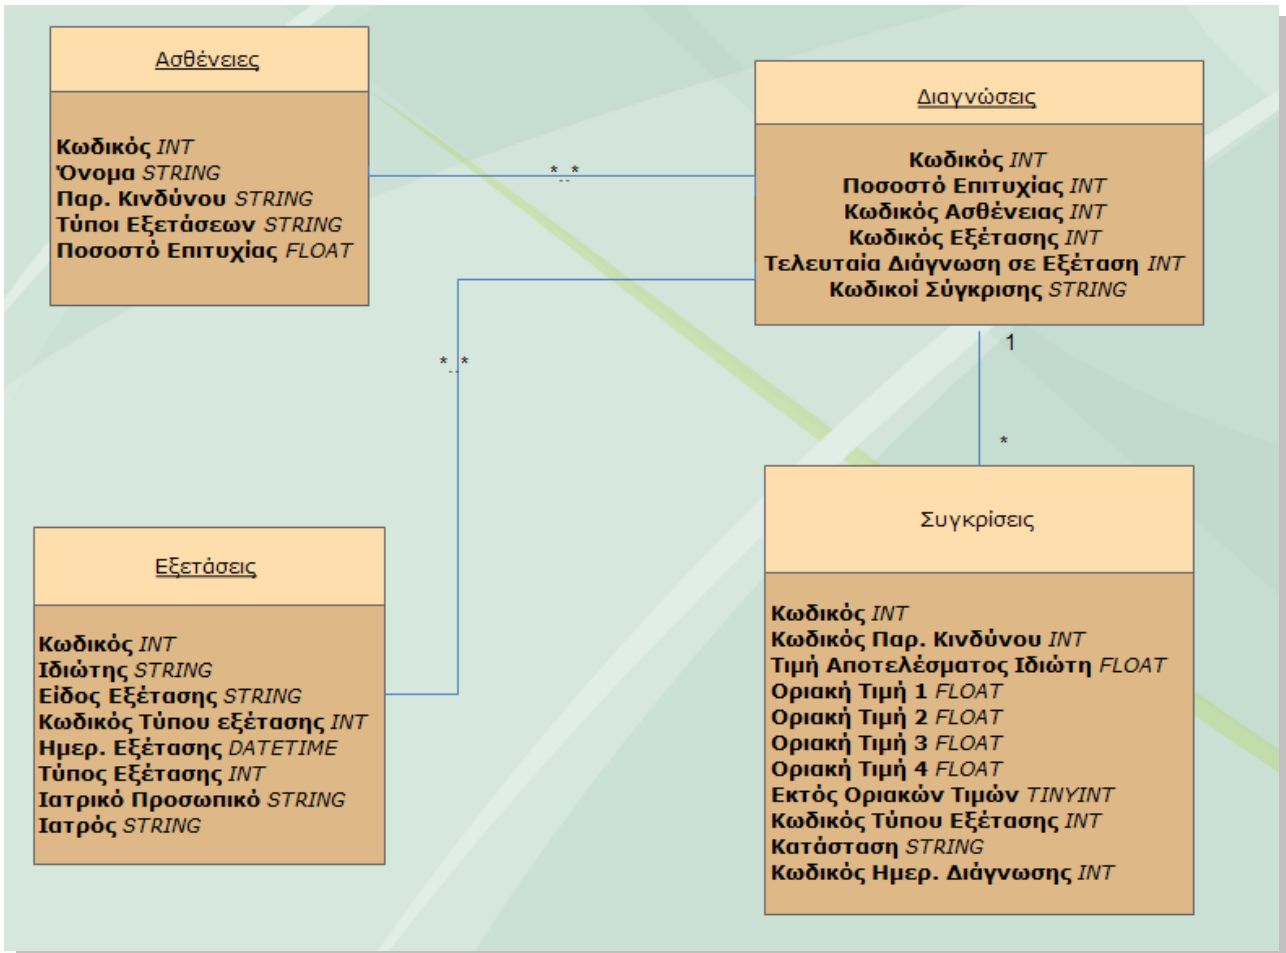 Ασθένειες
Κωδικός INT
Όνομα STRING
Παρ. Κινδύνου STRING
Τύποι Εξετάσεων STRING
Ποσοστό Επιτυχίας FLOAT
*..*
Διαγνώσεις
Κωδικός INT
Ποσοστό Επιτυχίας INT
Κωδικός Ασθένειας INT
Κωδικός Εξέτασης INT
Τελευταία Διάγνωση σε Εξέταση INT
Κωδικοί Σύγκρισης STRING
*..*
1
*
Εξετάσεις
Κωδικός INT
Ιδιώτης STRING
Είδος Εξέτασης STRING
Κωδικός Τύπου εξέτασης INT
Ημερ. Εξέτασης DATETIME
Τύπος Εξέτασης INT
Ιατρικό Προσωπικό STRING
Ιατρός STRING
Συγκρίσεις
Κωδικός INT
Κωδικός Παρ. Κινδύνου INT
Τιμή Αποτελέσματος Ιδιώτη FLOAT
Οριακή Τιμή 1 FLOAT
Οριακή Τιμή 2 FLOAT
Οριακή Τιμή 3 FLOAT
Οριακή Τιμή 4 FLOAT
Εκτός Οριακών Τιμών TINYINT
Κωδικός Τύπου Εξέτασης INT
Κατάσταση STRING
Κωδικός Ημερ. Διάγνωσης INT